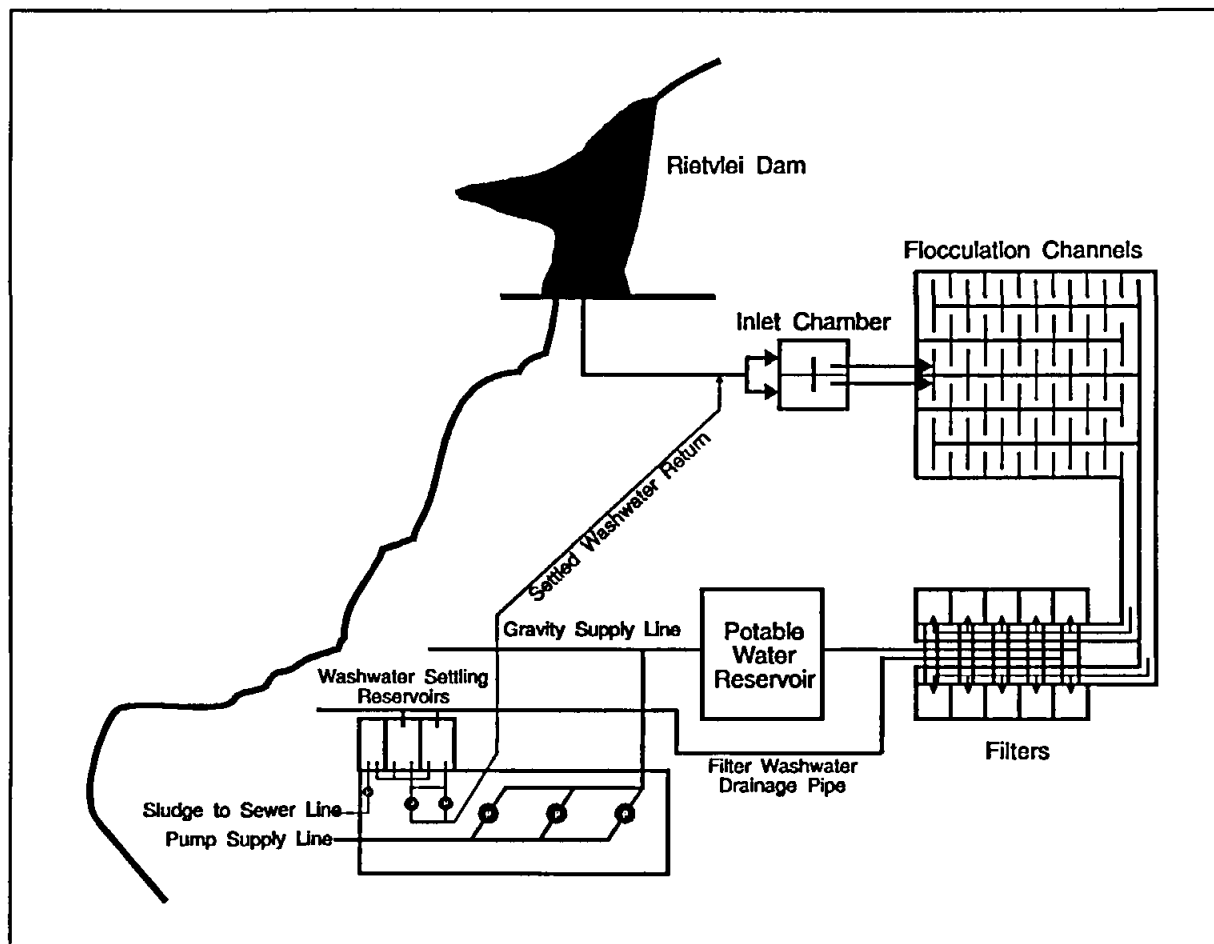 Rietvlei Dam
Flocculation Channels
Inlet Chamber
Settled Washwater Return
Gravity Supply Line
Potable
Water
Reservoir
Washwater Settling
Reservoirs
Filters
Filter Washwater
Drainage Pipe
Sludge to Sewer Line
Pump Supply Line